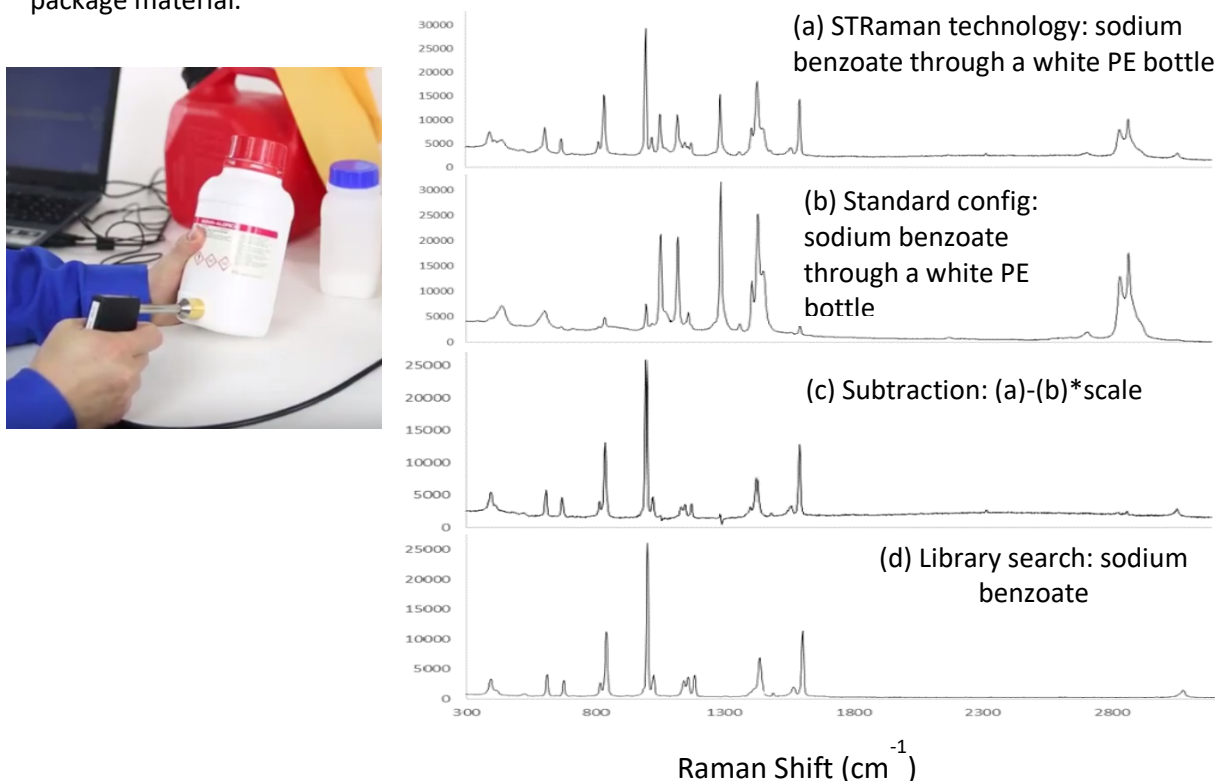 package material.
(a) STRaman technology: sodium
benzoate through a white PE bottle
30000
25000
20000
15000
10000
5000
0
(b) Standard config:
sodium benzoate
through a white PE
bottle
30000
25000
20000
15000
10000
5000
0
(c) Subtraction: (a)-(b)*scale
25000
20000
15000
10000
5000
0
(d) Library search: sodium
benzoate
25000
20000
15000
10000
5000
0
300 800 1300 1800 2300 2800
Raman Shift (cm⁻¹)